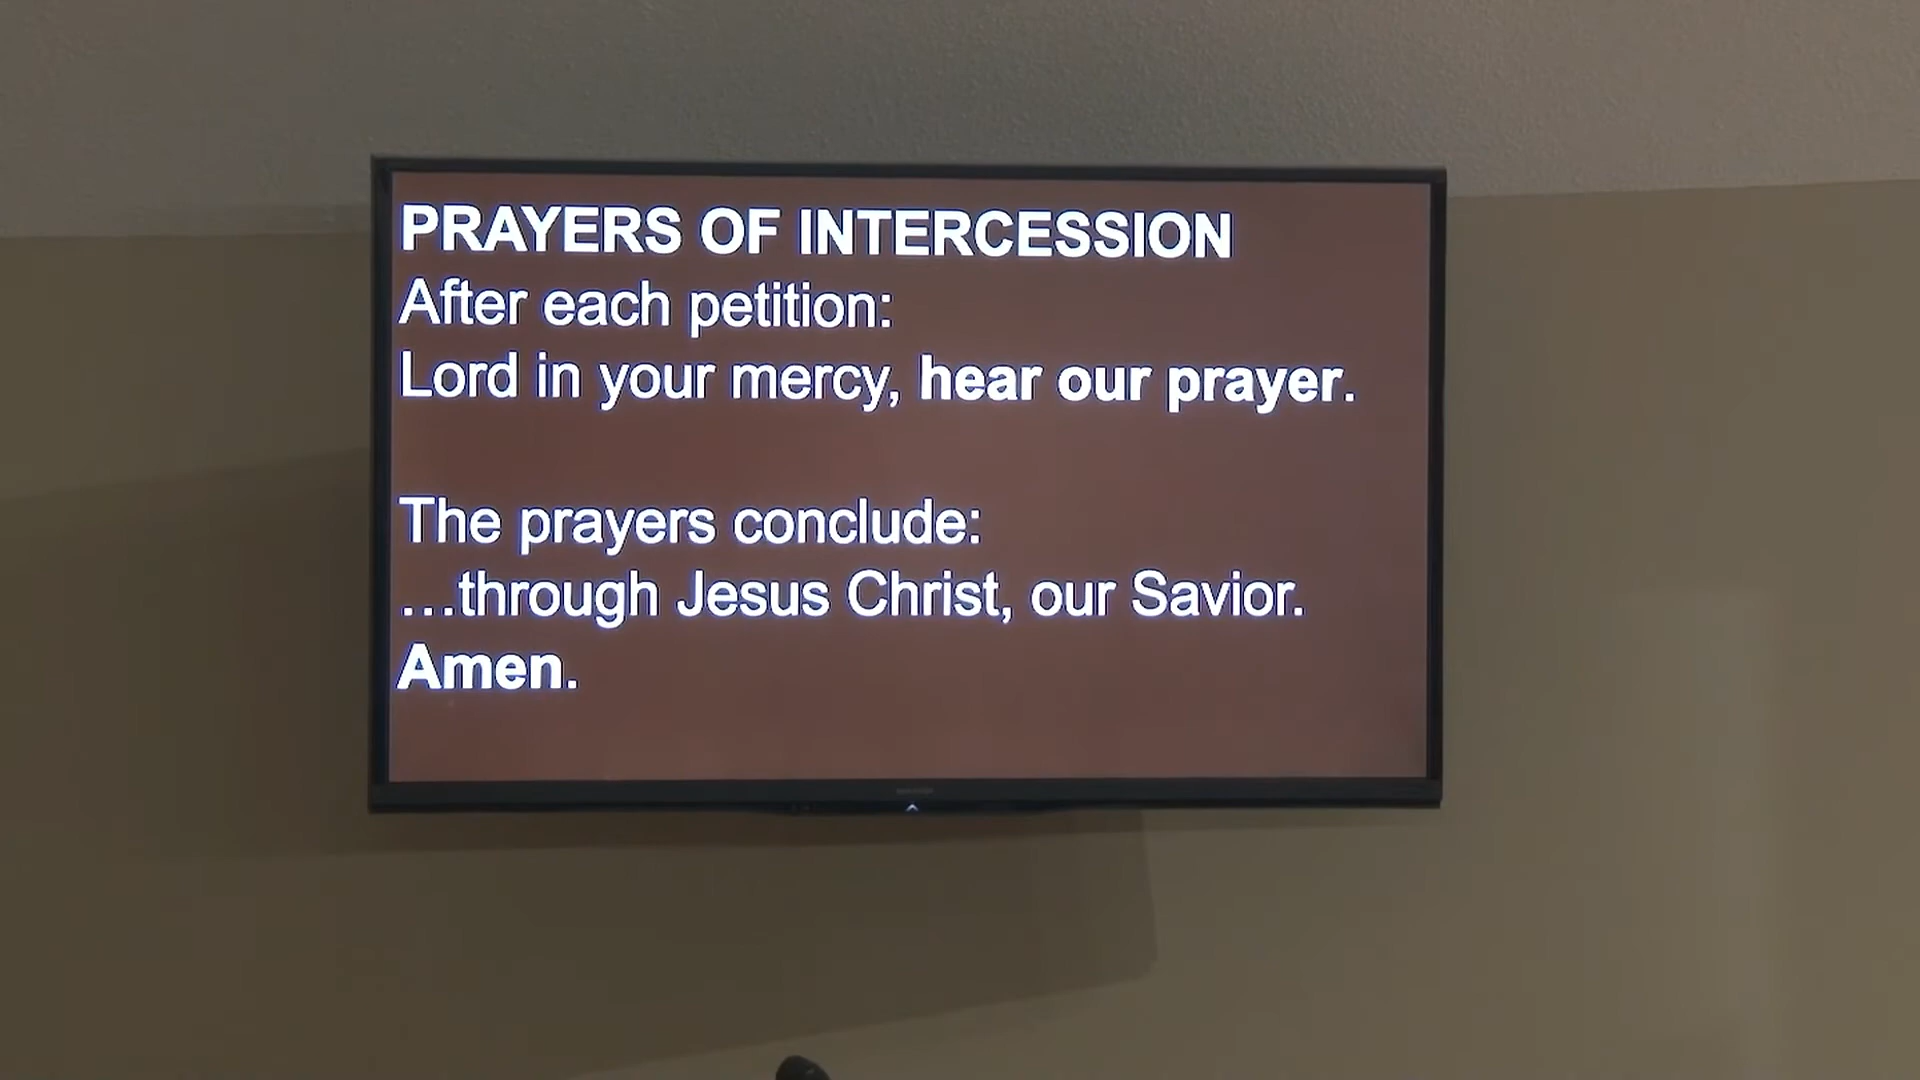 PRAYERS OF INTERCESSION
After each petition:
Lord in your mercy, hear our prayer.
The prayers conclude:
…through Jesus Christ, our Savior.
Amen.